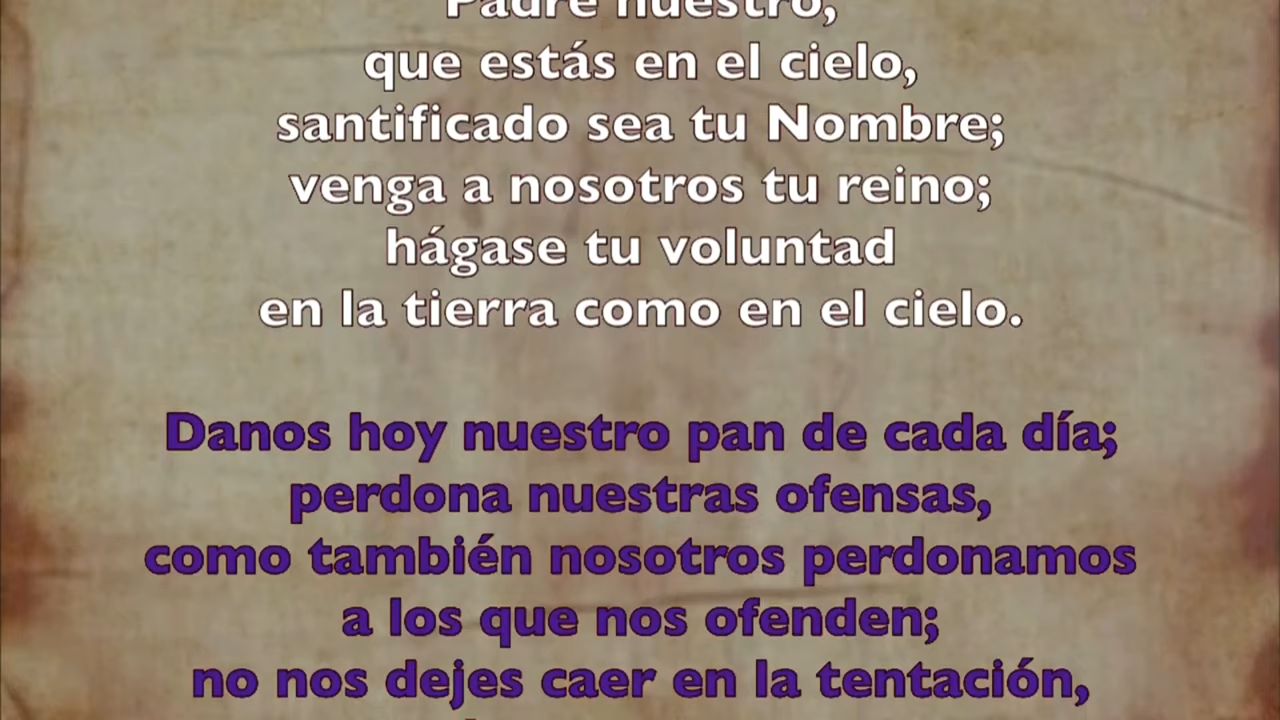 Padre nuestro,
que estás en el cielo,
santificado sea tu Nombre;
venga a nosotros tu reino;
hágase tu voluntad
en la tierra como en el cielo.
Danos hoy nuestro pan de cada día;
perdona nuestras ofensas,
como también nosotros perdonamos
a los que nos ofenden;
no nos dejes caer en la tentación,